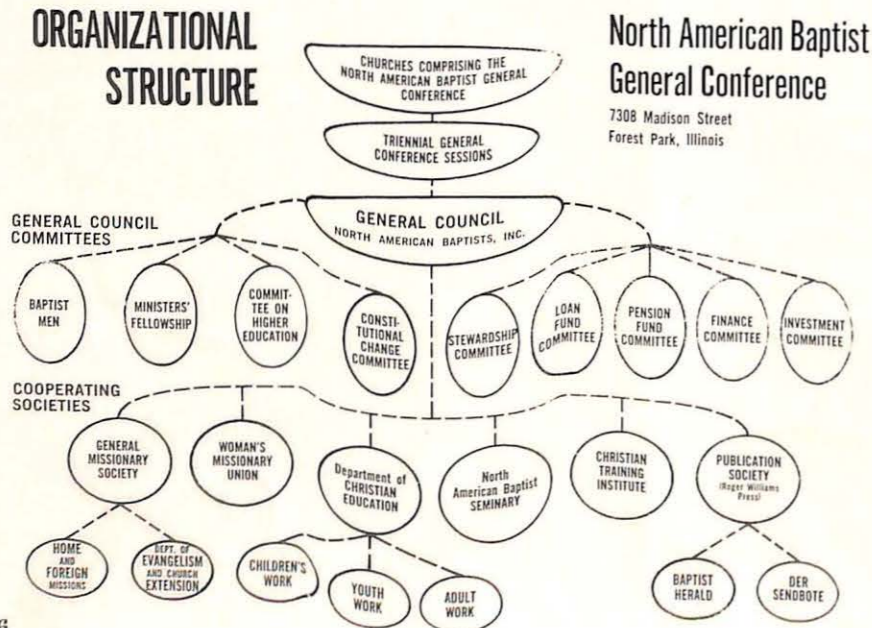 ORGANIZATIONAL
STRUCTURE
North American Baptist
General Conference
7308 Madison Street
Forest Park, Illinois
CHURCHES COMPRISING THE
NORTH AMERICAN BAPTIST GENERAL
CONFERENCE
TRIENNIAL GENERAL
CONFERENCE SESSIONS
GENERAL COUNCIL
NORTH AMERICAN BAPTISTS, INC.
GENERAL COUNCIL
COMMITTEES
BAPTIST
MEN
MINISTERS'
FELLOWSHIP
COMMIT-
TEE ON
HIGHER
EDUCATION
CONSTI-
TUTIONAL
CHANGE
COMMITTEE
STEWARDSHIP
COMMITTEE
LOAN
FUND
COMMITTEE
PENSION
FUND
COMMITTEE
FINANCE
COMMITTEE
INVESTMENT
COMMITTEE
COOPERATING
SOCIETIES
GENERAL
MISSIONARY
SOCIETY
WOMAN'S
MISSIONARY
UNION
Department of
CHRISTIAN
EDUCATION
North
American Baptist
SEMINARY
CHRISTIAN
TRAINING
INSTITUTE
PUBLICATION
SOCIETY
(Roger Williams
Press)
HOME
AND
FOREIGN
MISSIONS
DEPT. OF
EVANGELISM
AND CHURCH
EXTENSION
CHILDREN'S
WORK
YOUTH
WORK
ADULT
WORK
BAPTIST
HERALD
DER
SENDBOTE